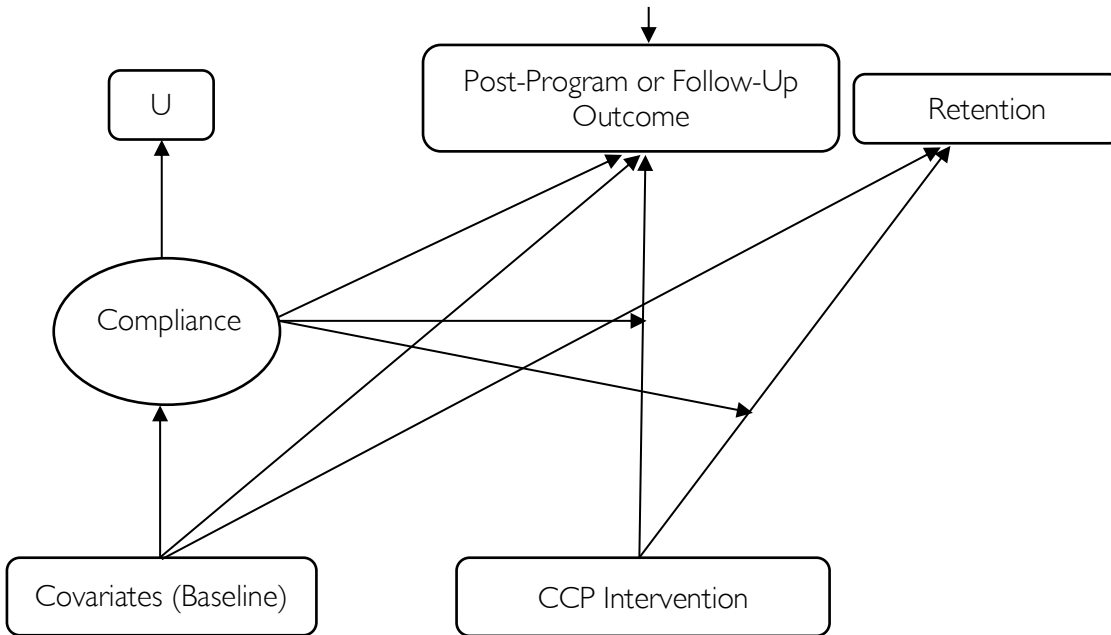 Post-Program or Follow-Up
Outcome
U
Retention
Compliance
Covariates (Baseline)
CCP Intervention